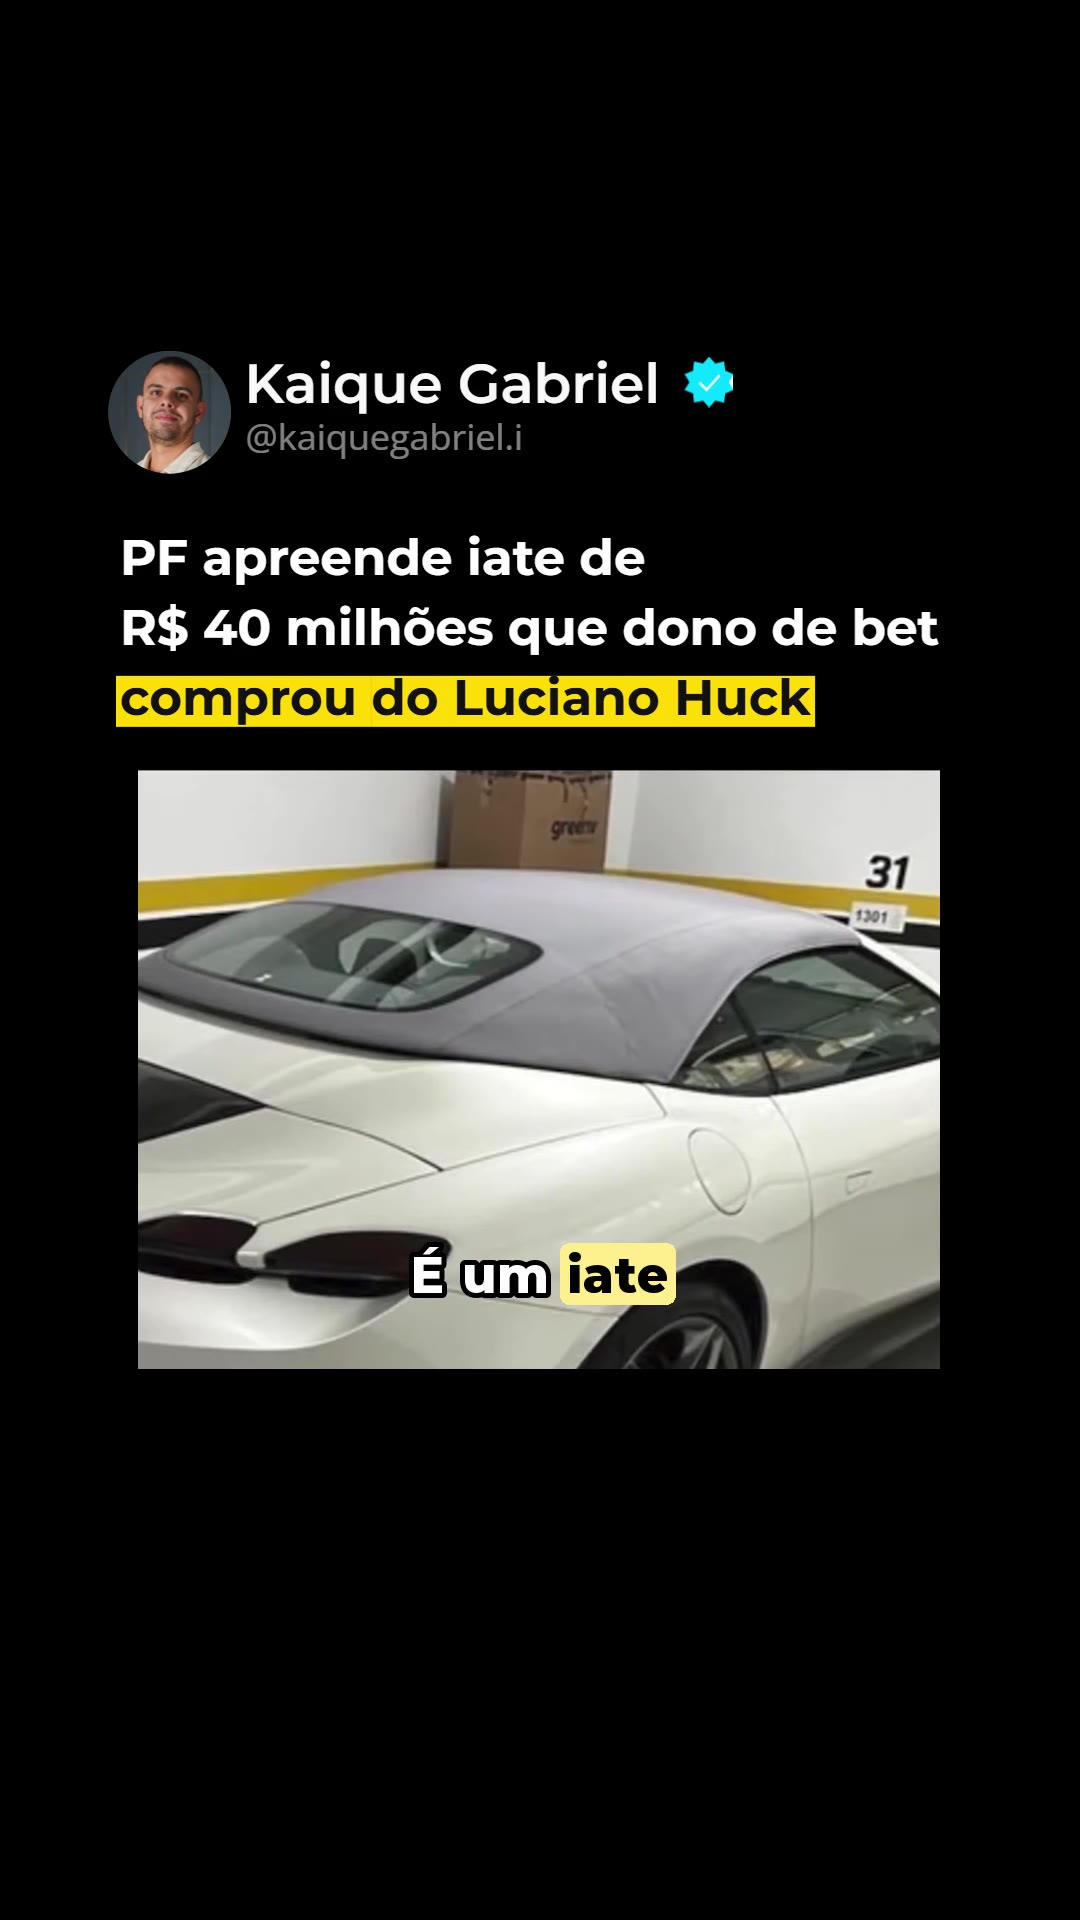 Kaique Gabriel
@kaiquegabriel.i
PF apreende iate de
R$ 40 milhões que dono de bet
comprou do Luciano Huck
31
1301
É um iate